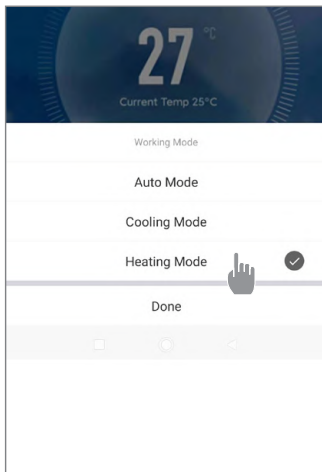 27 °C
Current Temp 25°C
Working Mode
Auto Mode
Cooling Mode
Heating Mode
Done